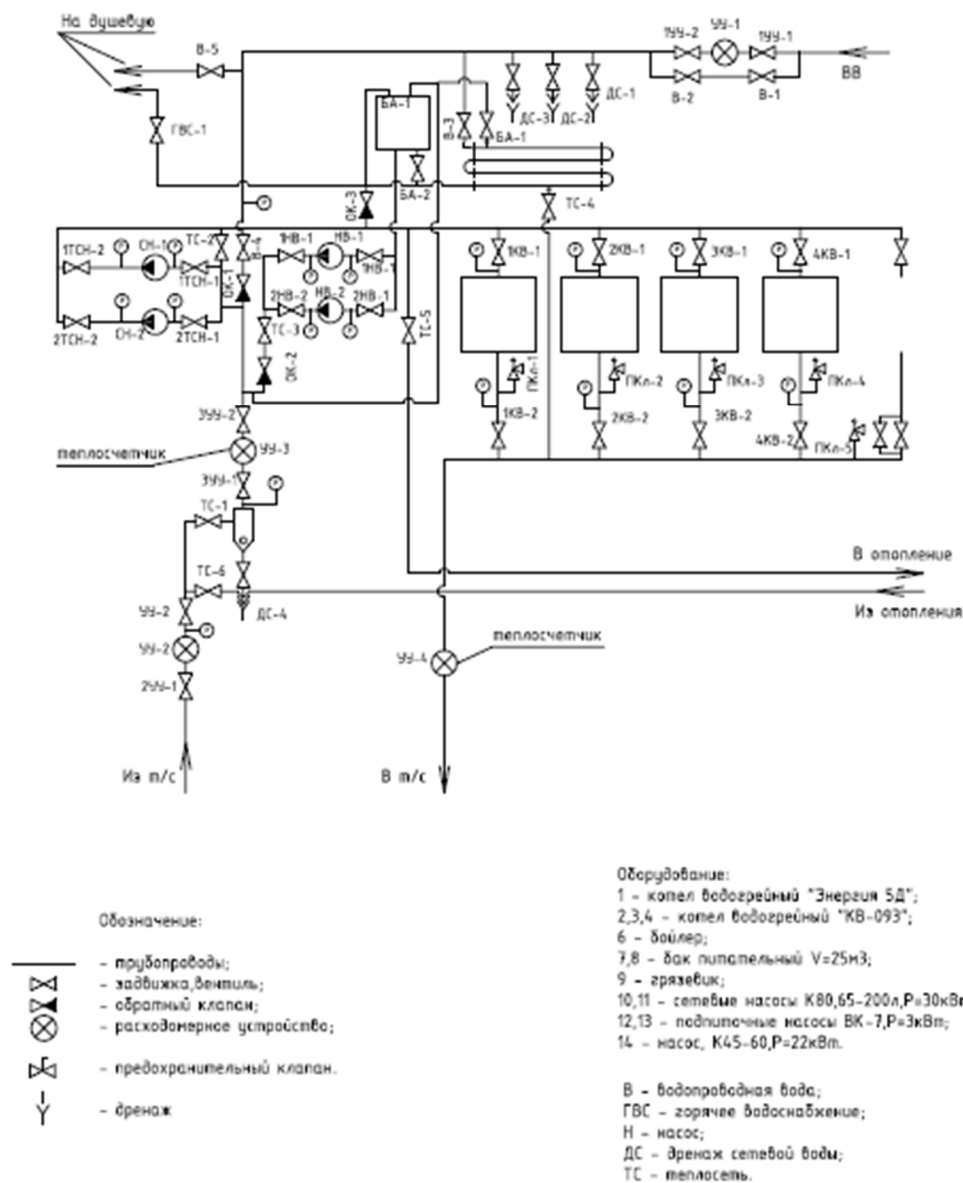 На душевую
В-5
1УУ-2
УУ-1
1УУ-1
ВВ
В-2
В-1
ДС-1
ДС-3
ДС-2
БА-1
ГВС-1
В-3
БА-1
БА-2
ОК-3
ТС-4
1ТСН-2
СН-1
ТС-2
В-4
1НВ-1
НВ-1
1НВ-1
1КВ-1
2КВ-1
3КВ-1
4КВ-1
1ТСН-1
ОК-1
2НВ-2
НВ-2
2НВ-1
2ТСН-2
СН-2
2ТСН-1
ТС-3
ТС-5
ОК-2
ПКл-1
ПКл-2
ПКл-3
ПКл-4
3УУ-2
1КВ-2
2КВ-2
3КВ-2
4КВ-2
ПКл-5
теплосчетчик
УУ-3
3УУ-1
ТС-1
В отопление
ТС-6
УУ-2
ДС-4
Из отопления
теплосчетчик
УУ-2
УУ-4
2УУ-1
Из т/с
В т/с
Обозначение:
- трубопроводы;
- задвижка,вентиль;
- обратный клапан;
- расходомерное устройство;
- предохранительный клапан.
- дренаж
Оборудование:
1 - котел водогрейный "Энергия 5Д";
2,3,4 - котел водогрейный "КВ-093";
6 - бойлер;
7,8 - бак питательный V=25м3;
9 - грязевик;
10,11 - сетевые насосы К80,65-200л,Р=30кВт
12,13 - подпиточные насосы ВК-7,Р=3кВт;
14 - насос, К45-60,Р=22кВт.
В - водопроводная вода;
ГВС - горячее водоснабжение;
Н - насос;
ДС - дренаж сетевой воды;
ТС - теплосеть.